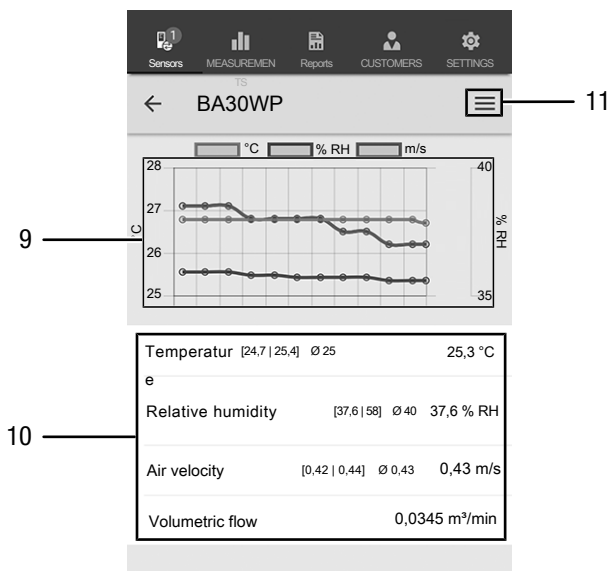 1
Sensors MEASUREMEN Reports CUSTOMERS SETTINGS
TS
BA30WP
11
°C % RH m/s
28 40
27
9 °C % RH
26
25 35
Temperatur [24,7 | 25,4] Ø 25 25,3 °C
e
Relative humidity [37,6 | 58] Ø 40 37,6 % RH
10
Air velocity [0,42 | 0,44] Ø 0,43 0,43 m/s
Volumetric flow 0,0345 m³/min